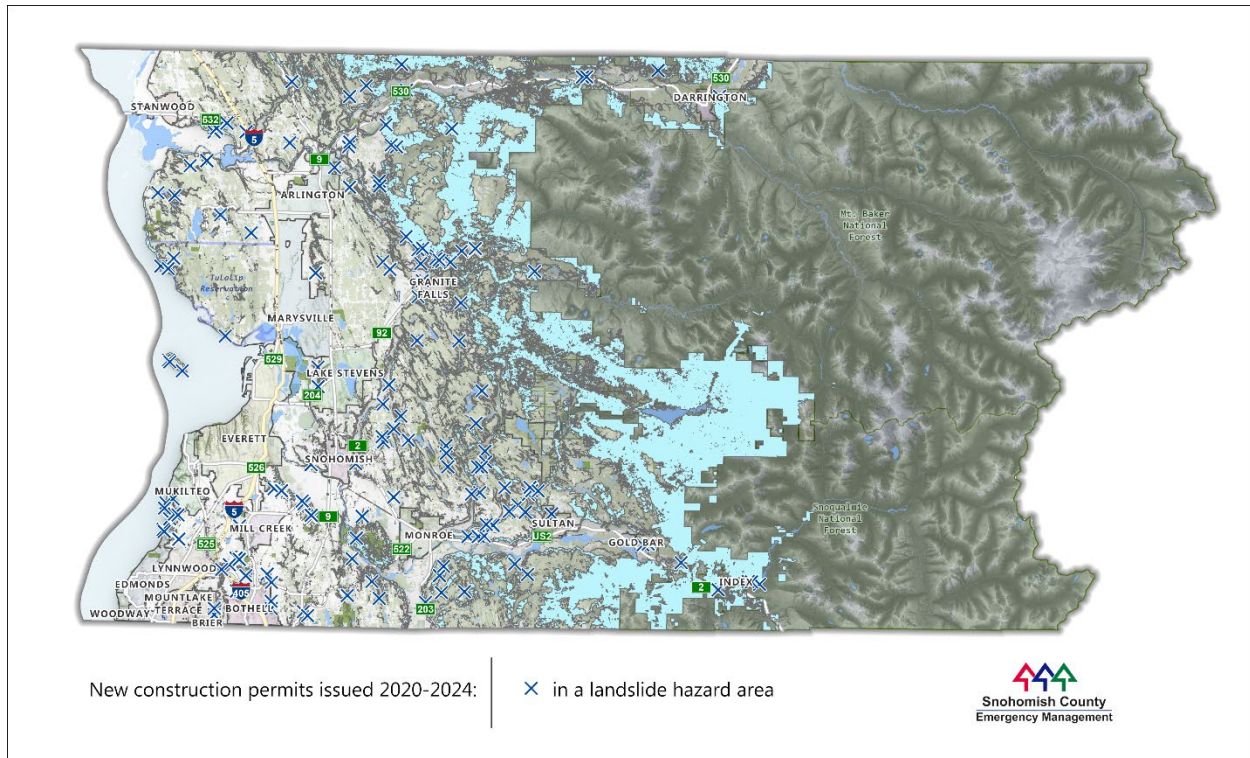 STANWOOD
532
5
530
DARRINGTON
530
9
ARLINGTON
Mt. Baker
National
Forest
Tulalip
Reservation
GRANITE
FALLS
MARYSVILLE
92
529
LAKE STEVENS
204
EVERETT
2
SNOHOMISH
526
MUKILTEO
5
9
MILL CREEK
SULTAN
Snoqualmie
National
Forest
525
MONROE
522
US2
GOLD BAR
LYNNWOOD
EDMONDS
MOUNTLAKE
TERRACE
405
BOTHELL
203
2
INDEX
WOODWAY
BRIER
New construction permits issued 2020-2024:
in a landslide hazard area
Snohomish County
Emergency Management